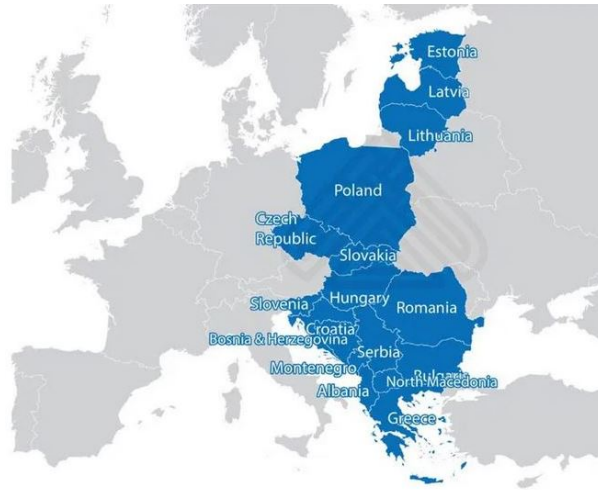 Estonia
Latvia
Lithuania
Poland
Czech
Republic
Slovakia
Hungary
Slovenia
Romania
Croatia
Bosnia & Herzegovina
Serbia
Montenegro
Bulgaria
North Macedonia
Albania
Greece